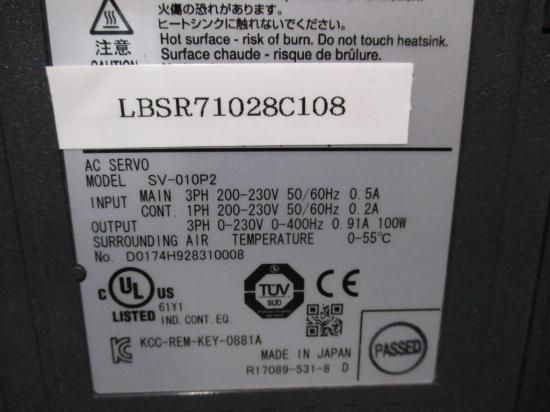 火傷の恐れがあります。
ヒートシンクに触れないでください。
注意
Hot surface - risk of burn. Do not touch heatsink.
Surface chaude - risque de brûlure.
LBSR71028C108
AC SERVO
MODEL SV-010P2
INPUT MAIN 3PH 200-230V 50/60Hz 0.5A
CONT. 1PH 200-230V 50/60Hz 0.2A
OUTPUT 3PH 0-230V 0-400Hz 0.91A 100W
SURROUNDING AIR TEMPERATURE 0-55℃
No. D0174H928310008
C UL US
LISTED 61Y1
IND. CONT. EQ.
TÜV
SÜD
CE
KCC-REM-KEY-0881A
MADE IN JAPAN
R17089-531-8 D
PASSED